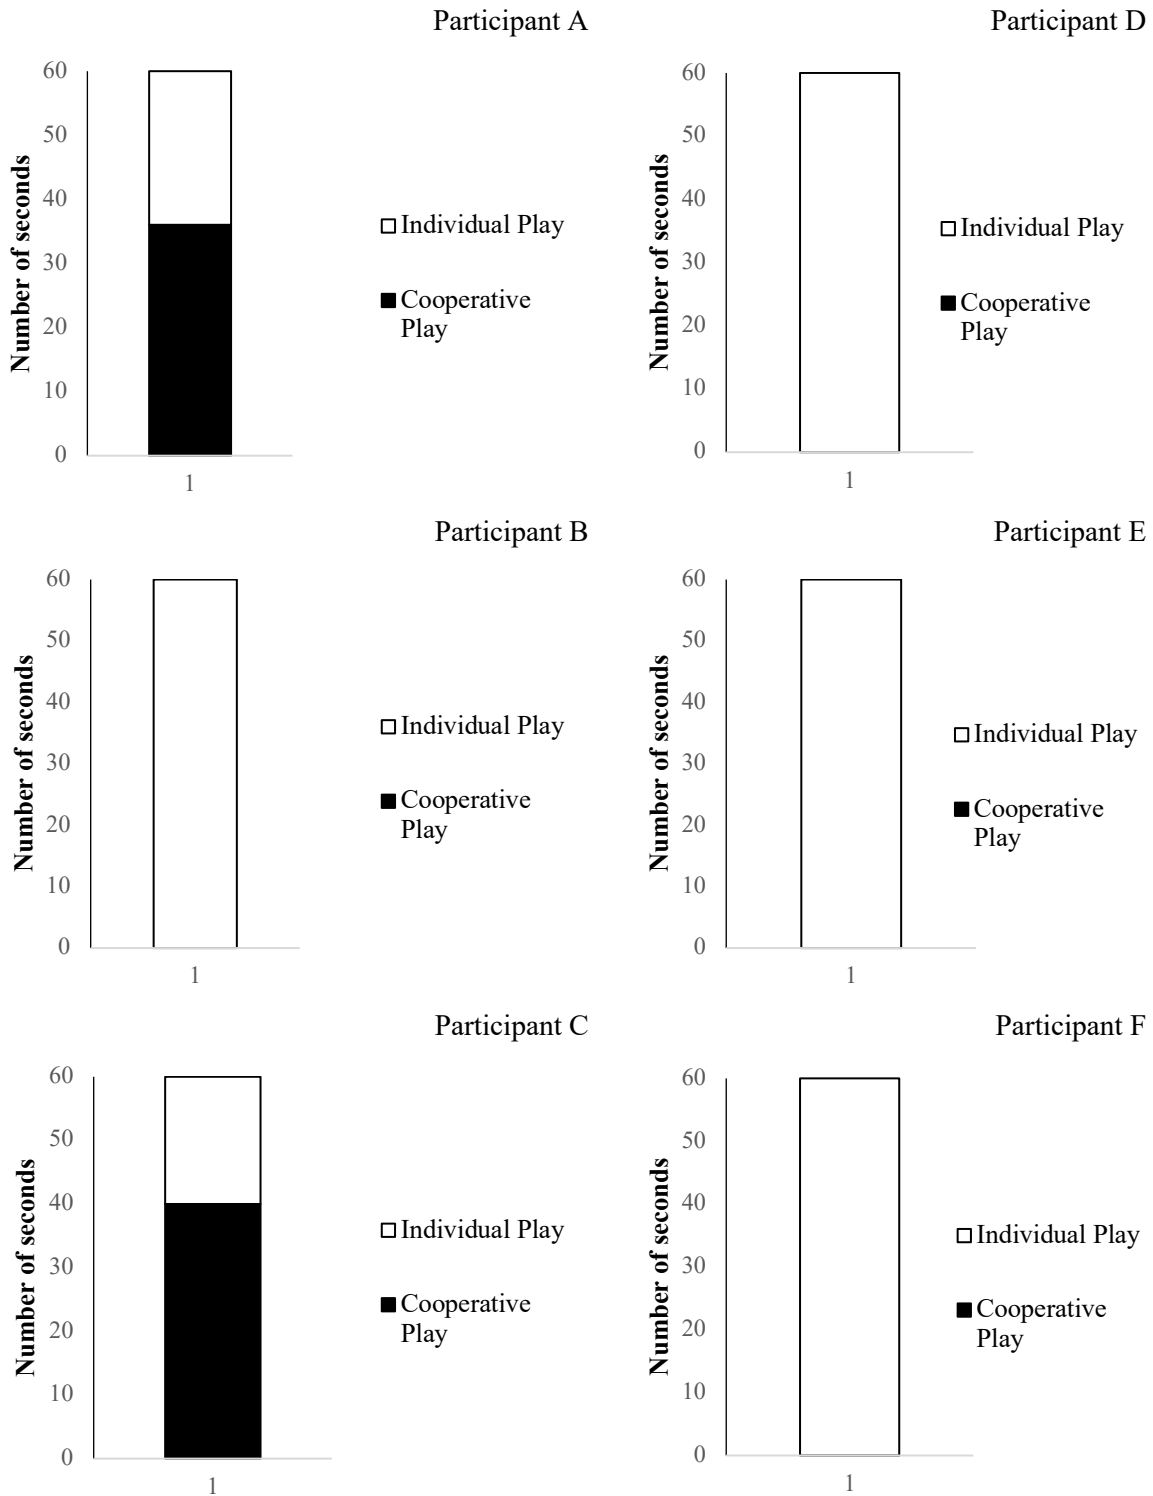 Participant A
60
50
40
30
20
10
0
Number of seconds
1
Individual Play
Cooperative
Play
Participant D
60
50
40
30
20
10
0
Number of seconds
1
Individual Play
Cooperative
Play
Participant B
60
50
40
30
20
10
0
Number of seconds
1
Individual Play
Cooperative
Play
Participant E
60
50
40
30
20
10
0
Number of seconds
1
Individual Play
Cooperative
Play
Participant C
60
50
40
30
20
10
0
Number of seconds
1
Individual Play
Cooperative
Play
Participant F
60
50
40
30
20
10
0
Number of seconds
1
Individual Play
Cooperative
Play